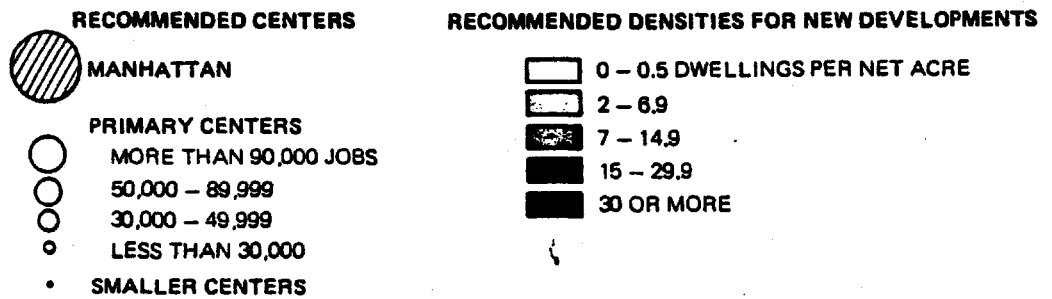 RECOMMENDED CENTERS
MANHATTAN
PRIMARY CENTERS
MORE THAN 90,000 JOBS
50,000 – 89,999
30,000 – 49,999
LESS THAN 30,000
SMALLER CENTERS
RECOMMENDED DENSITIES FOR NEW DEVELOPMENTS
0 – 0.5 DWELLINGS PER NET ACRE
2 – 6.9
7 – 14.9
15 – 29.9
30 OR MORE